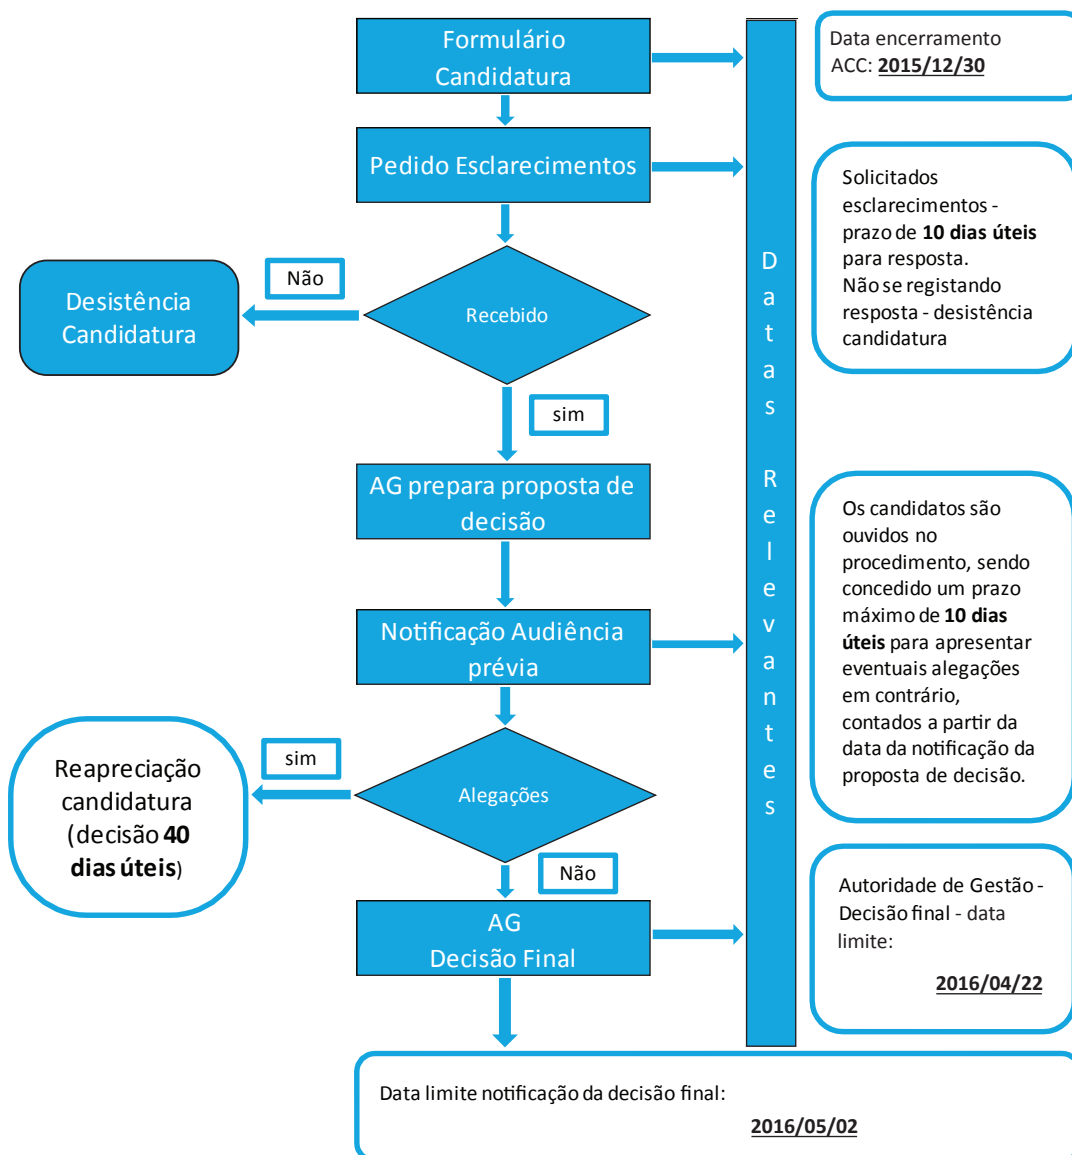 Formulário
Candidatura
Data encerramento
ACC: 2015/12/30
Pedido Esclarecimentos
Solicitados
esclarecimentos -
prazo de 10 dias úteis
para resposta.
Não se registando
resposta - desistência
candidatura
Não
Desistência
Candidatura
Recebido
sim
AG prepara proposta de
decisão
Datas Relevantes
Os candidatos são
ouvidos no
procedimento, sendo
concedido um prazo
máximo de 10 dias
úteis para apresentar
eventuais alegações
em contrário,
contados a partir da
data da notificação da
proposta de decisão.
Notificação Audiência
prévia
sim
Reapreciação
candidatura
(decisão 40
dias úteis)
Alegações
Não
AG
Decisão Final
Autoridade de Gestão -
Decisão final - data
limite:
2016/04/22
Data limite notificação da decisão final:
2016/05/02